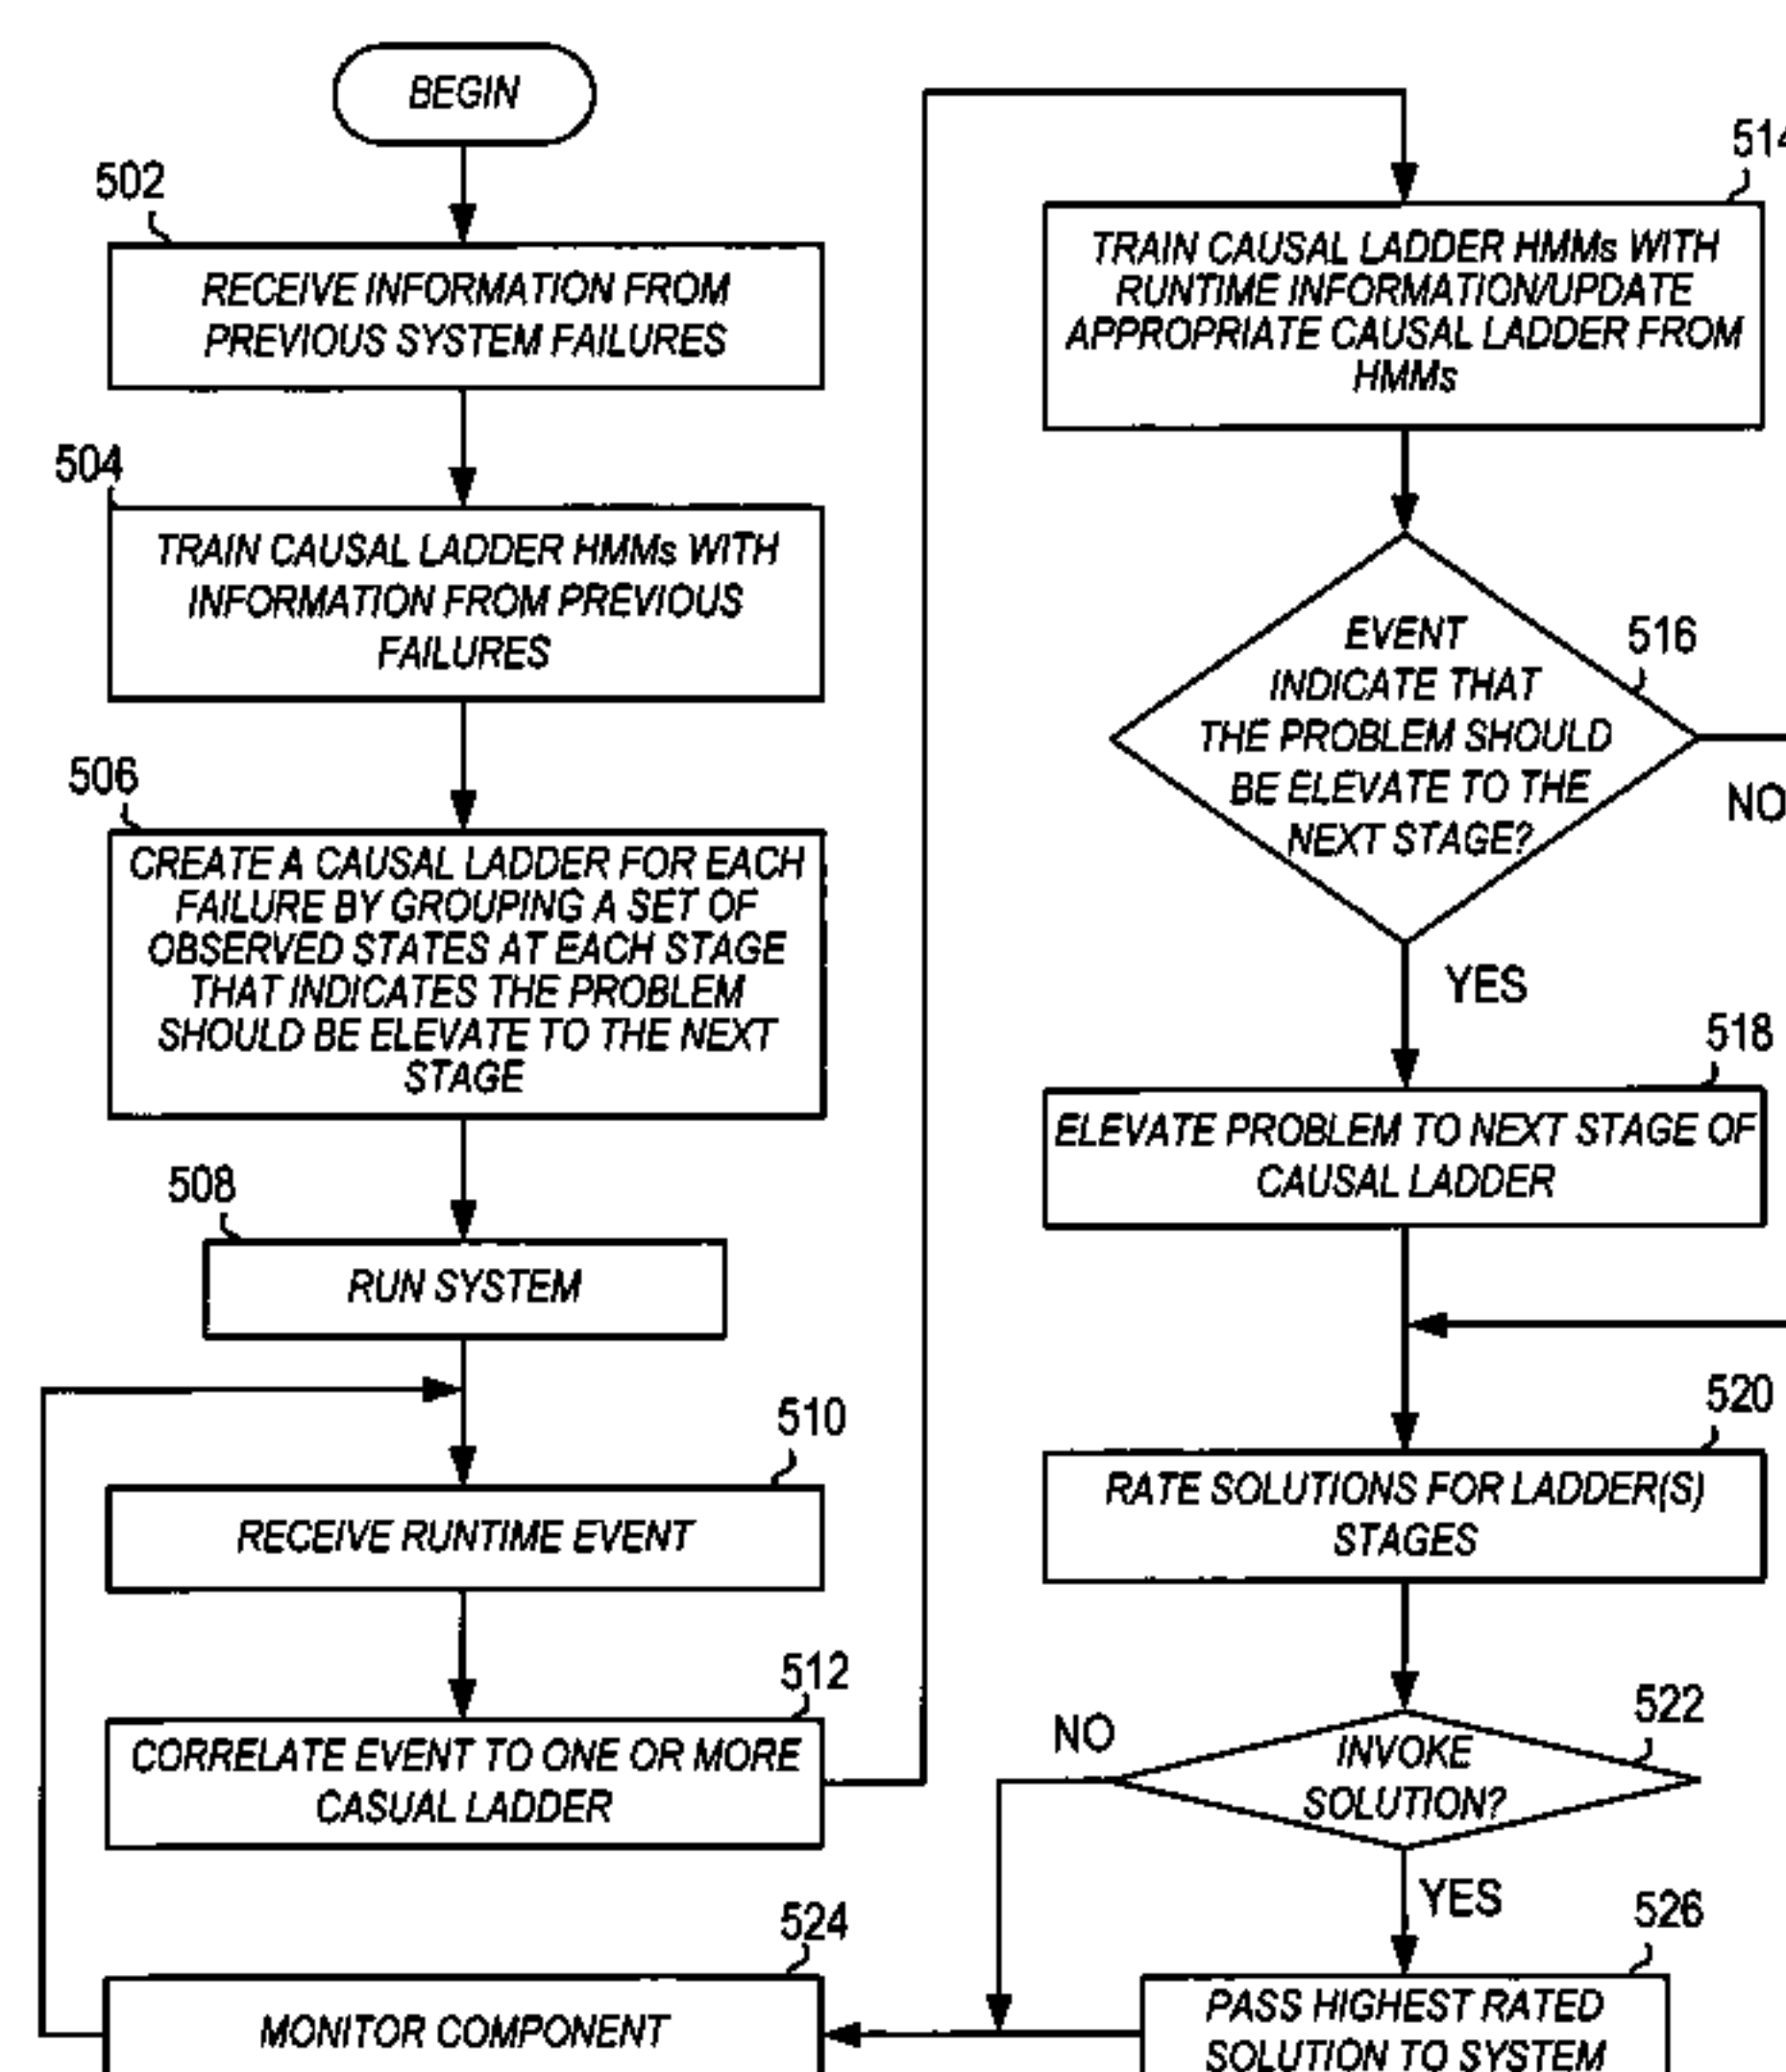 BEGIN
502
RECEIVE INFORMATION FROM
PREVIOUS SYSTEM FAILURES
504
TRAIN CAUSAL LADDER HMMs WITH
INFORMATION FROM PREVIOUS
FAILURES
506
CREATE A CAUSAL LADDER FOR EACH
FAILURE BY GROUPING A SET OF
OBSERVED STATES AT EACH STAGE
THAT INDICATES THE PROBLEM
SHOULD BE ELEVATE TO THE NEXT
STAGE
508
RUN SYSTEM
510
RECEIVE RUNTIME EVENT
512
CORRELATE EVENT TO ONE OR MORE
CASUAL LADDER
524
MONITOR COMPONENT
514
TRAIN CAUSAL LADDER HMMs WITH
RUNTIME INFORMATION/UPDATE
APPROPRIATE CAUSAL LADDER FROM
HMMs
516
EVENT
INDICATE THAT
THE PROBLEM SHOULD
BE ELEVATE TO THE
NEXT STAGE?
NO
YES
518
ELEVATE PROBLEM TO NEXT STAGE OF
CAUSAL LADDER
520
RATE SOLUTIONS FOR LADDER(S)
STAGES
522
INVOKE
SOLUTION?
NO
YES
526
PASS HIGHEST RATED
SOLUTION TO SYSTEM